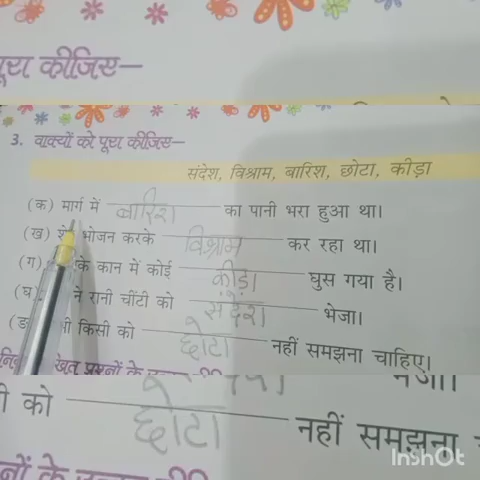 पूरा कीजिए—
3. वाक्यों को पूरा कीजिए—
संदेश, विश्राम, बारिश, छोटा, कीड़ा
(क) मार्ग में बारिश का पानी भरा हुआ था।
(ख) भोजन करके विश्राम कर रहा था।
(ग) के कान में कोई कीड़ा घुस गया है।
(घ) ने रानी चींटी को संदेश भेजा।
(ङ) भी किसी को छोटा नहीं समझना चाहिए।
को छोटा नहीं समझना
InShOt